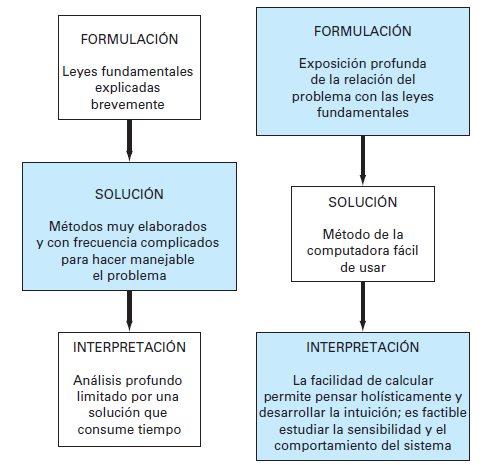 FORMULACIÓN
Leyes fundamentales
explicadas
brevemente
SOLUCIÓN
Métodos muy elaborados
y con frecuencia complicados
para hacer manejable
el problema
INTERPRETACIÓN
Análisis profundo
limitado por una
solución que
consume tiempo
FORMULACIÓN
Exposición profunda
de la relación del
problema con las leyes
fundamentales
SOLUCIÓN
Método de la
computadora fácil
de usar
INTERPRETACIÓN
La facilidad de calcular
permite pensar holísticamente y
desarrollar la intuición; es factible
estudiar la sensibilidad y el
comportamiento del sistema